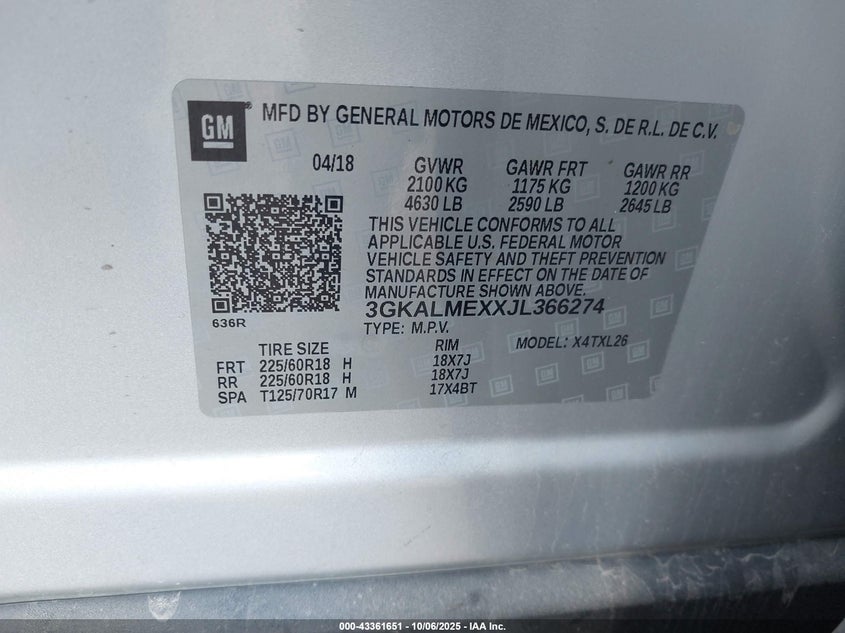 GM ® MFD BY GENERAL MOTORS DE MEXICO, S. DE R.L. DE C.V.
04/18 GVWR GAWR FRT GAWR RR
2100 KG 1175 KG 1200 KG
4630 LB 2590 LB 2645 LB
THIS VEHICLE CONFORMS TO ALL
APPLICABLE U.S. FEDERAL MOTOR
VEHICLE SAFETY AND THEFT PREVENTION
STANDARDS IN EFFECT ON THE DATE OF
MANUFACTURE SHOWN ABOVE.
636R
3GKALMEXXJL366274
TYPE: M.P.V.
TIRE SIZE RIM MODEL: X4TXL26
FRT 225/60R18 H 18X7J
RR 225/60R18 H 18X7J
SPA T125/70R17 M 17X4BT
000-43361651 - 10/06/2025 - IAA Inc.